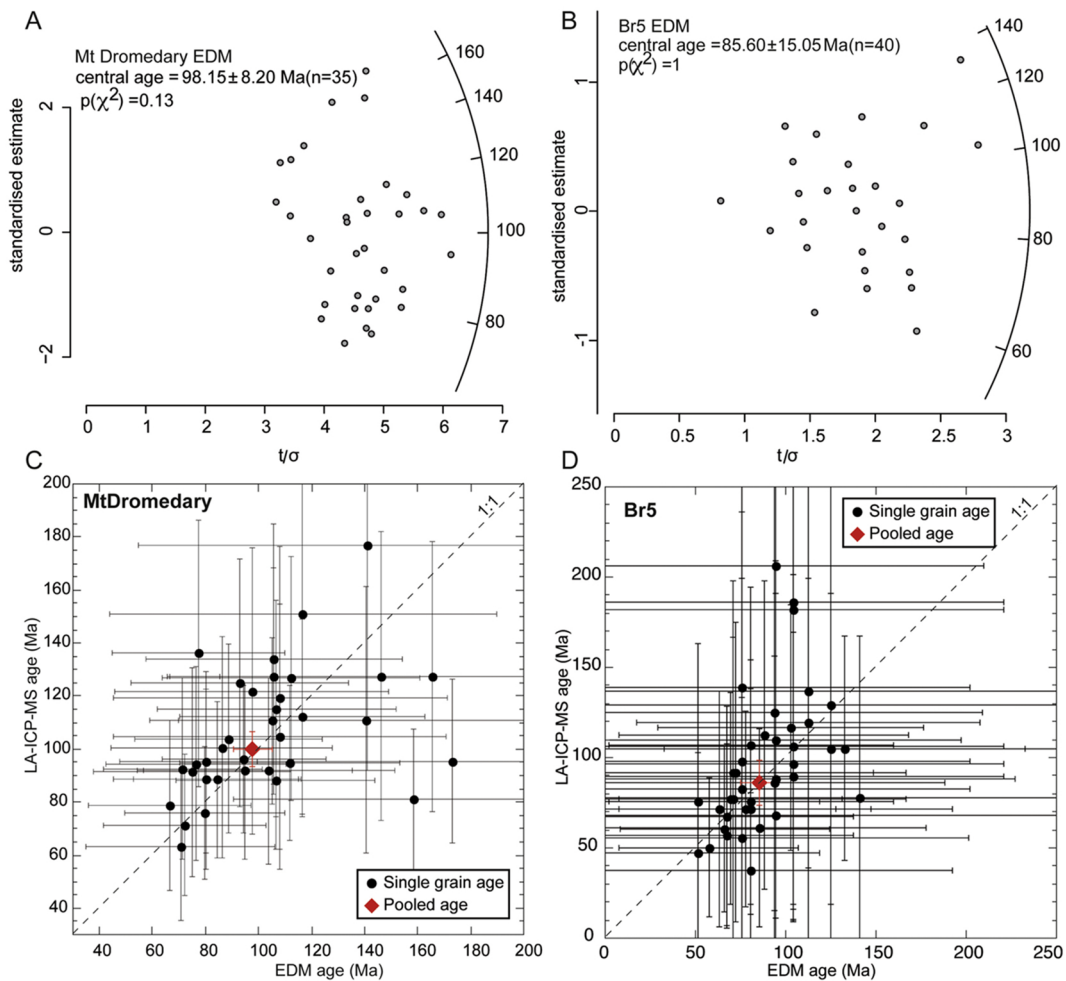 A
Mt Dromedary EDM
central age = 98.15±8.20 Ma(n=35)
p(χ2) =0.13
standardised estimate
2
0
−2
160
140
120
100
80
0 1 2 3 4 5 6 7
t/σ
B
Br5 EDM
central age =85.60±15.05Ma(n=40)
p(χ2) =1
standardised estimate
1
0
-1
140
120
100
80
60
0 0.5 1 1.5 2 2.5 3
t/σ
C
MtDromedary
1:1
LA-ICP-MS age (Ma)
200
180
160
140
120
100
80
60
40
Single grain age
Pooled age
40 60 80 100 120 140 160 180 200
EDM age (Ma)
D
Br5
1:1
Single grain age
Pooled age
LA-ICP-MS age (Ma)
250
200
150
100
50
0
0 50 100 150 200 250
EDM age (Ma)